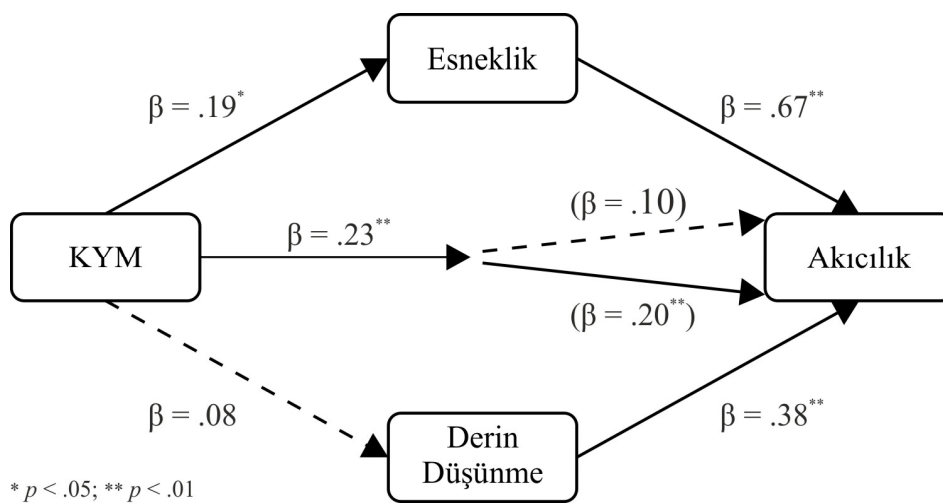 Esneklik
β = .19*
β = .67**
(β = .10)
KYM
β = .23**
Akıcılık
(β = .20**)
β = .08
Derin
Düşünme
β = .38**
* p < .05; ** p < .01